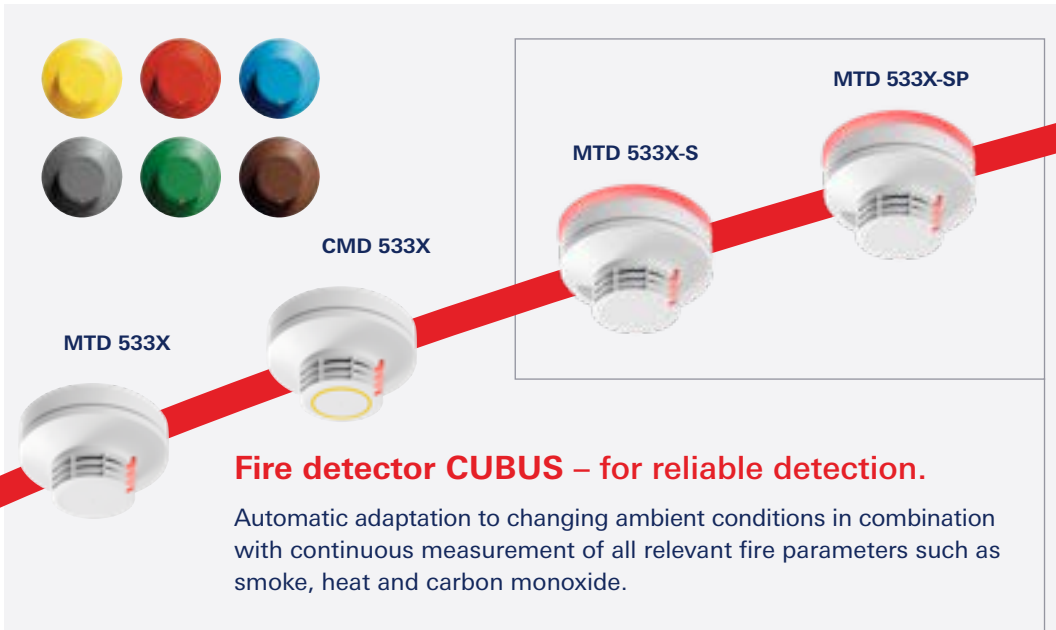 MTD 533X-SP
MTD 533X-S
CMD 533X
MTD 533X
Fire detector CUBUS – for reliable detection.
Automatic adaptation to changing ambient conditions in combination
with continuous measurement of all relevant fire parameters such as
smoke, heat and carbon monoxide.